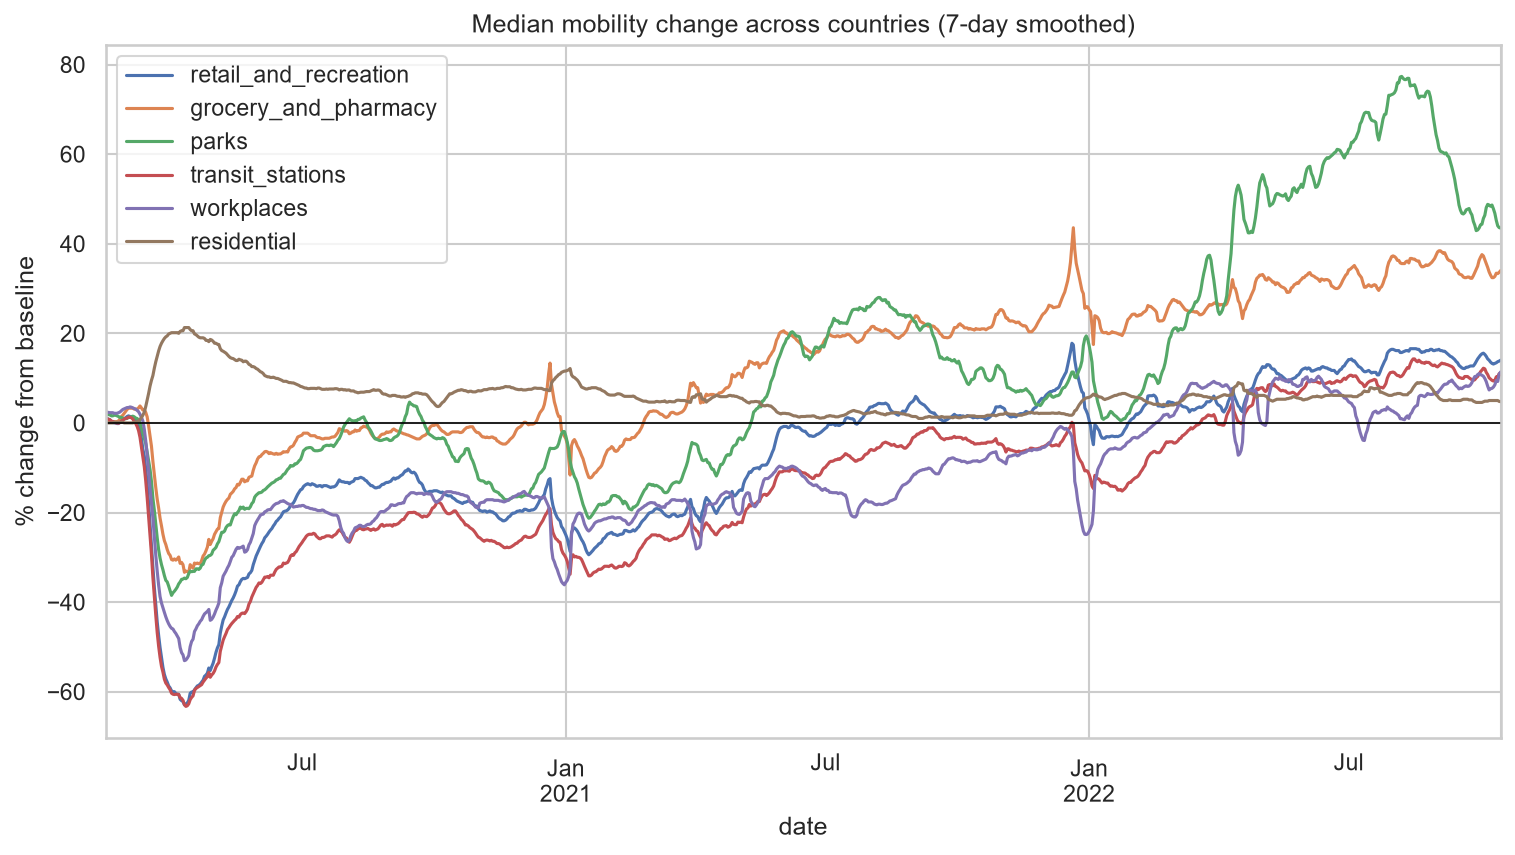 Median mobility change across countries (7-day smoothed)
80
60
40
20
0
−20
−40
−60
% change from baseline
retail_and_recreation
grocery_and_pharmacy
parks
transit_stations
workplaces
residential
Jul
Jan
2021
Jul
Jan
2022
Jul
date